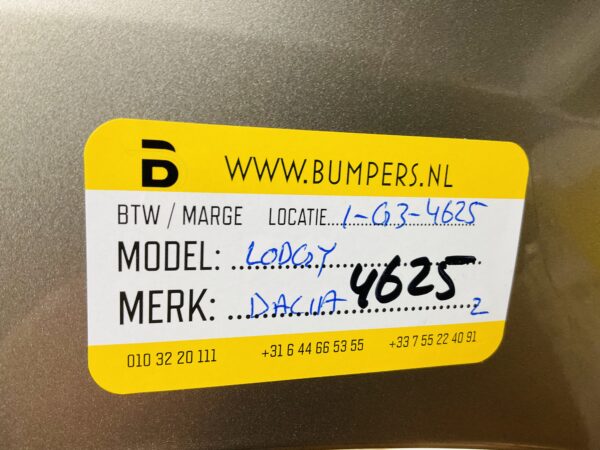 B WWW.BUMPERS.NL
BTW / MARGE LOCATIE 1-G3-4625
MODEL: LODGY
MERK: DACIA 4625 2
010 32 20 111 +31 6 44 66 53 55 +33 7 55 22 40 91